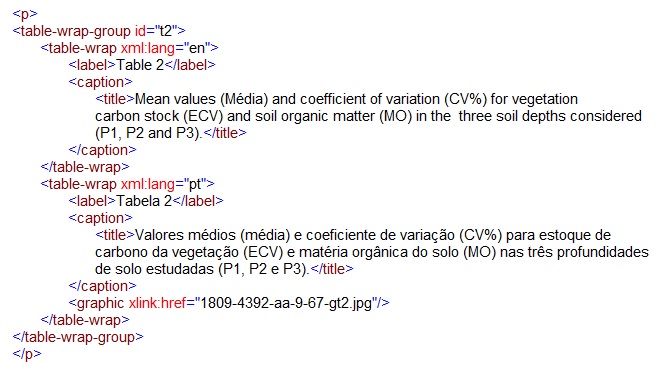 <p>
<table-wrap-group id="t2">
<table-wrap xml:lang="en">
<label>Table 2</label>
<caption>
<title>Mean values (Média) and coefficient of variation (CV%) for vegetation
carbon stock (ECV) and soil organic matter (MO) in the  three soil depths considered
(P1, P2 and P3).</title>
</caption>
</table-wrap>
<table-wrap xml:lang="pt">
<label>Tabela 2</label>
<caption>
<title>Valores médios (média) e coeficiente de variação (CV%) para estoque de
carbono da vegetação (ECV) e matéria orgânica do solo (MO) nas três profundidades
de solo estudadas (P1, P2 e P3).</title>
</caption>
<graphic xlink:href="1809-4392-aa-9-67-gt2.jpg"/>
</table-wrap>
</table-wrap-group>
</p>